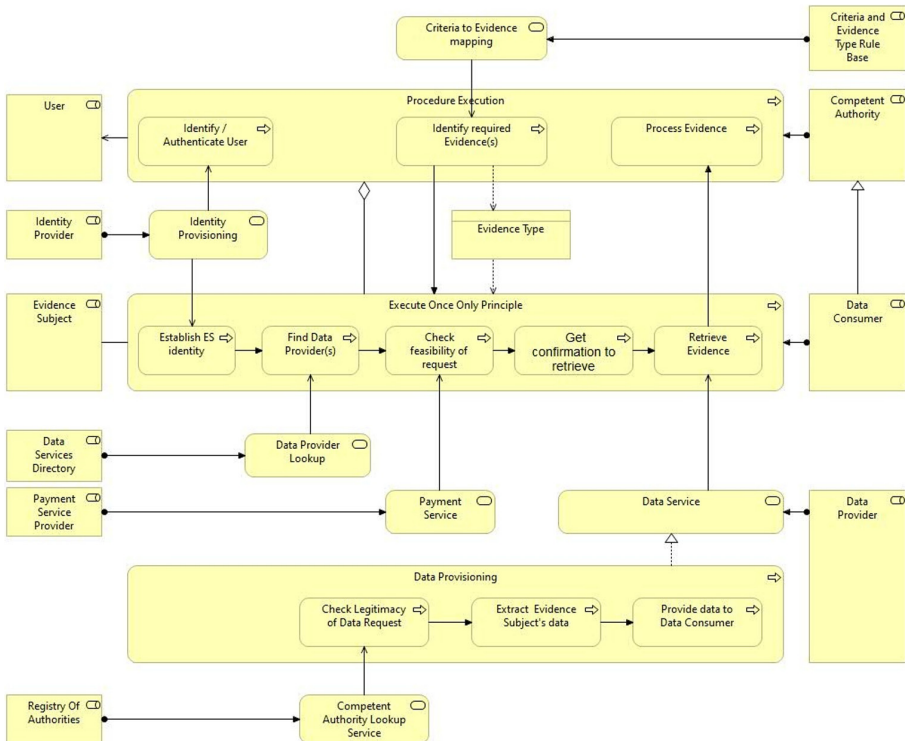 Criteria to Evidence
mapping
Criteria and
Evidence
Type Rule
Base
User
Procedure Execution
Competent
Authority
Identify /
Authenticate User
Identify required
Evidence(s)
Process Evidence
Identity
Provider
Identity
Provisioning
Evidence Type
Evidence
Subject
Execute Once Only Principle
Data
Consumer
Establish ES
identity
Find Data
Provider(s)
Check
feasibility of
request
Get
confirmation to
retrieve
Retrieve
Evidence
Data
Services
Directory
Data Provider
Lookup
Payment
Service
Provider
Payment
Service
Data Service
Data
Provider
Data Provisioning
Check Legitimacy
of Data Request
Extract Evidence
Subject's data
Provide data to
Data Consumer
Registry Of
Authorities
Competent
Authority Lookup
Service